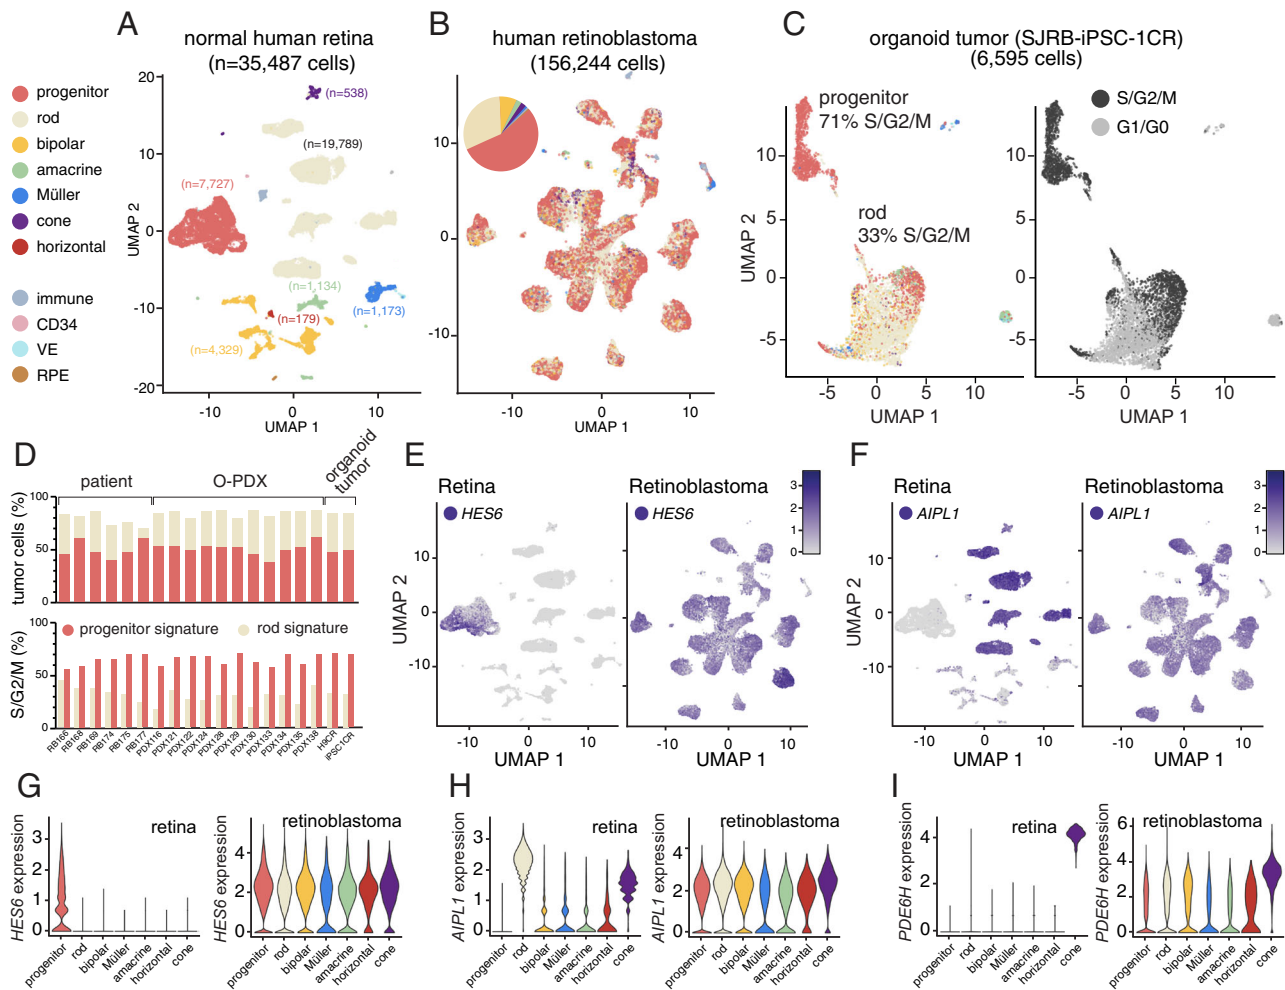 A
normal human retina
(n=35,487 cells)
progenitor
rod
bipolar
amacrine
Müller
cone
horizontal
immune
CD34
VE
RPE
UMAP 2
20
10
0
-10
-20
(n=538)
(n=19,789)
(n=7,727)
(n=1,134)
(n=1,173)
(n=179)
(n=4,329)
-10 0 10
UMAP 1
B
human retinoblastoma
(156,244 cells)
10
0
-10
-10 0 10
UMAP 1
C
organoid tumor (SJRB-iPSC-1CR)
(6,595 cells)
progenitor
71% S/G2/M
rod
33% S/G2/M
UMAP 2
10
5
0
-5
-5 0 5 10
UMAP 1
S/G2/M
G1/G0
10
5
0
-5
-5 0 5 10
UMAP 1
D
patient
O-PDX
organoid
tumor
tumor cells (%)
100
50
0
S/G2/M (%)
100
50
0
progenitor signature
rod signature
RB166 RB168 RB169 RB174 RB175 RB177 PDX116 PDX121 PDX122 PDX124 PDX128 PDX129 PDX130 PDX133 PDX134 PDX135 PDX138 H9CR iPSC1CR
E
Retina
HES6
UMAP 2
10
0
-10
-10 0 10
UMAP 1
Retinoblastoma
HES6
3
2
1
0
-10 0 10
UMAP 1
F
Retina
AIPL1
UMAP 2
10
0
-10
-10 0 10
UMAP 1
Retinoblastoma
AIPL1
3
2
1
0
-10 0 10
UMAP 1
G
HES6 expression
3
2
1
0
retina
progenitor rod bipolar Müller amacrine horizontal cone
HES6 expression
4
2
0
retinoblastoma
progenitor rod bipolar Müller amacrine horizontal cone
H
AIPL1 expression
3
2
1
0
retina
progenitor rod bipolar Müller amacrine horizontal cone
AIPL1 expression
4
2
0
retinoblastoma
progenitor rod bipolar Müller amacrine horizontal cone
I
PDE6H expression
4
2
0
retina
progenitor rod bipolar Müller amacrine horizontal cone
PDE6H expression
6
4
2
0
retinoblastoma
progenitor rod bipolar Müller amacrine horizontal cone